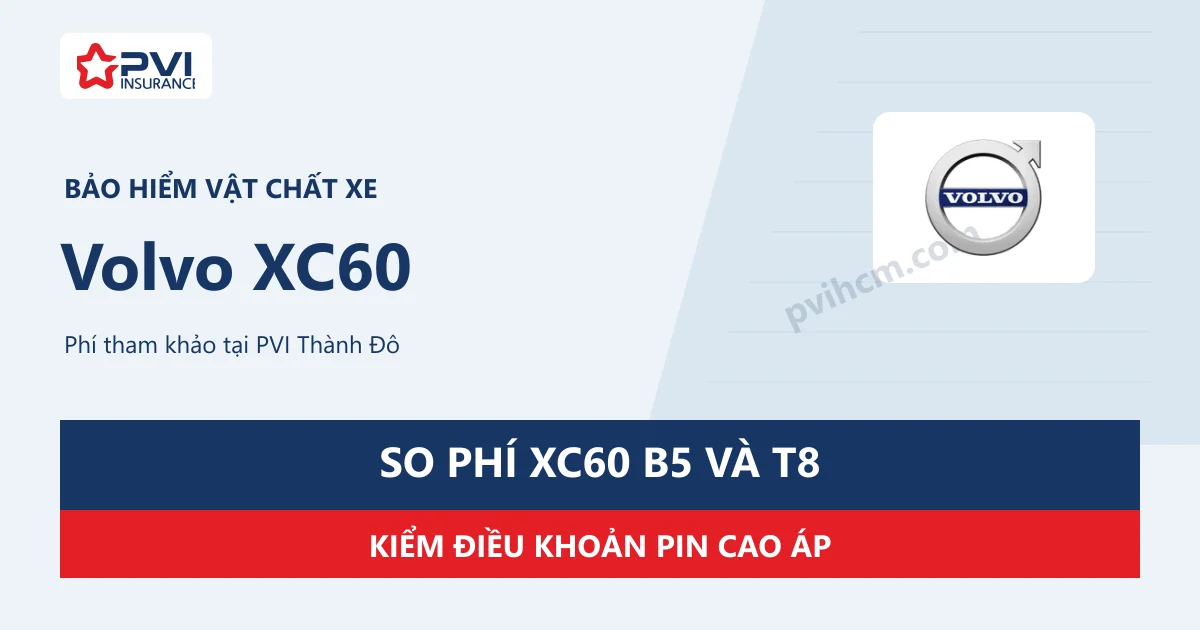 PVI
INSURANCE
BẢO HIỂM VẬT CHẤT XE
Volvo XC60
Phí tham khảo tại PVI Thành Đô
VOLVO
pvihcm.com
SO PHÍ XC60 B5 VÀ T8
KIỂM ĐIỀU KHOẢN PIN CAO ÁP